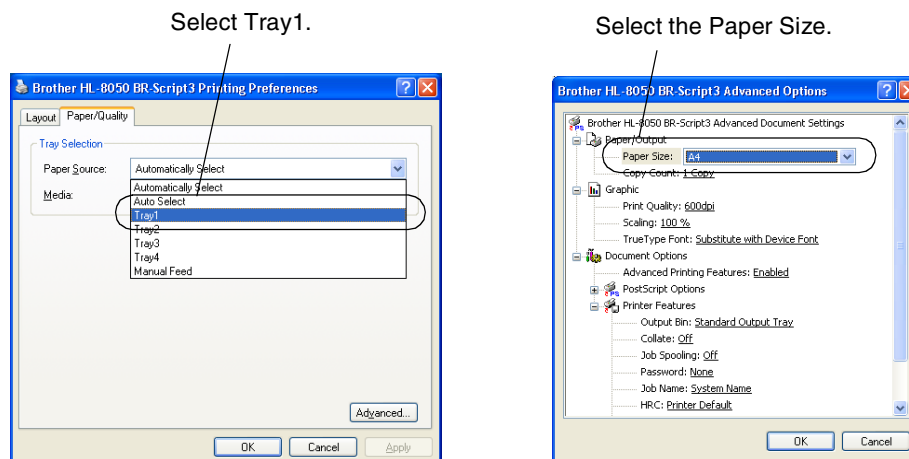 Select Tray1.
Brother HL-8050 BR-Script3 Printing Preferences
Layout Paper/Quality
Tray Selection
Paper Source: Automatically Select
Media:
Automatically Select
Auto Select
Tray1
Tray2
Tray3
Tray4
Manual Feed
Advanced...
OK Cancel Apply
Select the Paper Size.
Brother HL-8050 BR-Script3 Advanced Options
Brother HL-8050 BR-Script3 Advanced Document Settings
Paper/Output
Paper Size: A4
Copy Count: 1 Copy
Graphic
Print Quality: 600dpi
Scaling: 100 %
TrueType Font: Substitute with Device Font
Document Options
Advanced Printing Features: Enabled
PostScript Options
Printer Features
Output Bin: Standard Output Tray
Collate: Off
Job Spooling: Off
Password: None
Job Name: System Name
HRC: Printer Default
OK Cancel